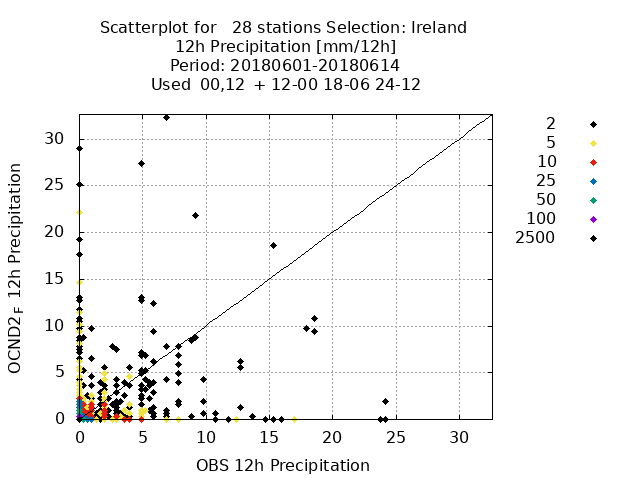 Scatterplot for   28 stations Selection: Ireland
12h Precipitation [mm/12h]
Period: 20180601-20180614
Used  00,12  + 12-00 18-06 24-12
2
5
10
25
50
100
2500
30
25
20
15
10
5
0
OCND2F 12h Precipitation
0 5 10 15 20 25 30
OBS 12h Precipitation